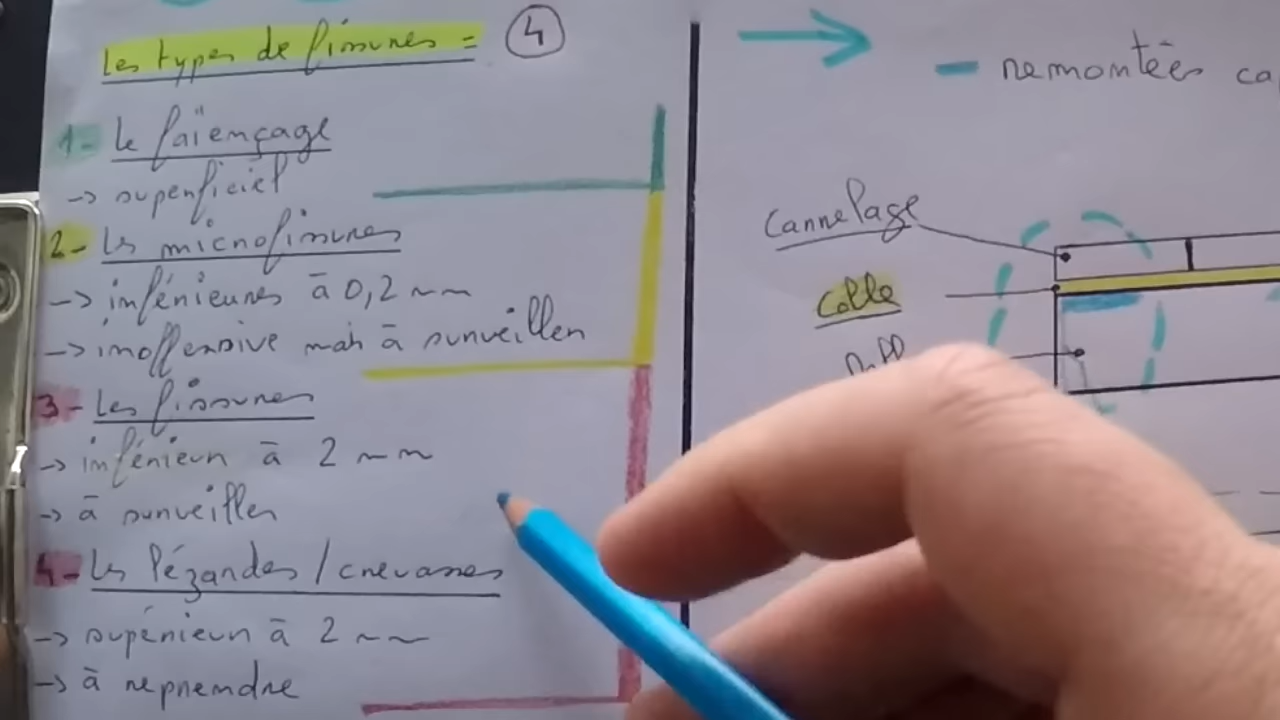 Les types de fissures = 4
1- Le faïençage
-> superficiel
2- Les microfissures
-> inférieures à 0,2 mm
-> inoffensive mais à surveiller
3- Les fissures
-> inférieur à 2 mm
-> à surveiller
4- Les lézardes / crevasses
-> supérieur à 2 mm
-> à reprendre
- remontées ca
Carrelage
Colle